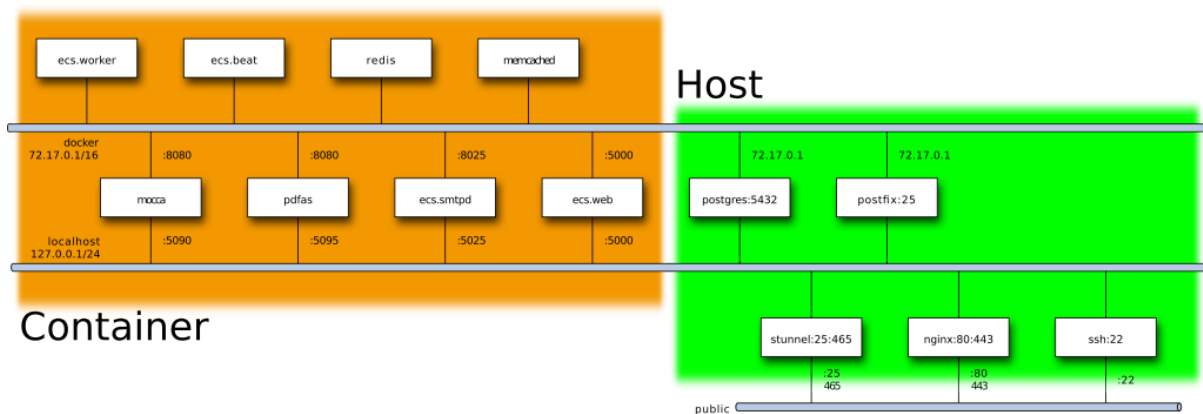 ecs.worker
ecs.beat
redis
memcached
Host
docker
72.17.0.1/16
:8080
:8080
:8025
:5000
72.17.0.1
72.17.0.1
mocca
pdfas
ecs.smtpd
ecs.web
postgres:5432
postfix:25
localhost
127.0.0.1/24
:5090
:5095
:5025
:5000
Container
stunnel:25:465
nginx:80:443
ssh:22
:25
465
:80
443
:22
public